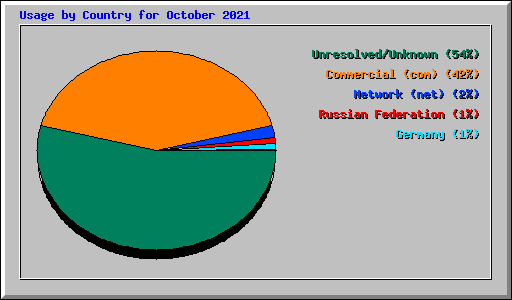 Usage by Country for October 2021
Unresolved/Unknown (54%)
Commercial (com) (42%)
Network (net) (2%)
Russian Federation (1%)
Germany (1%)